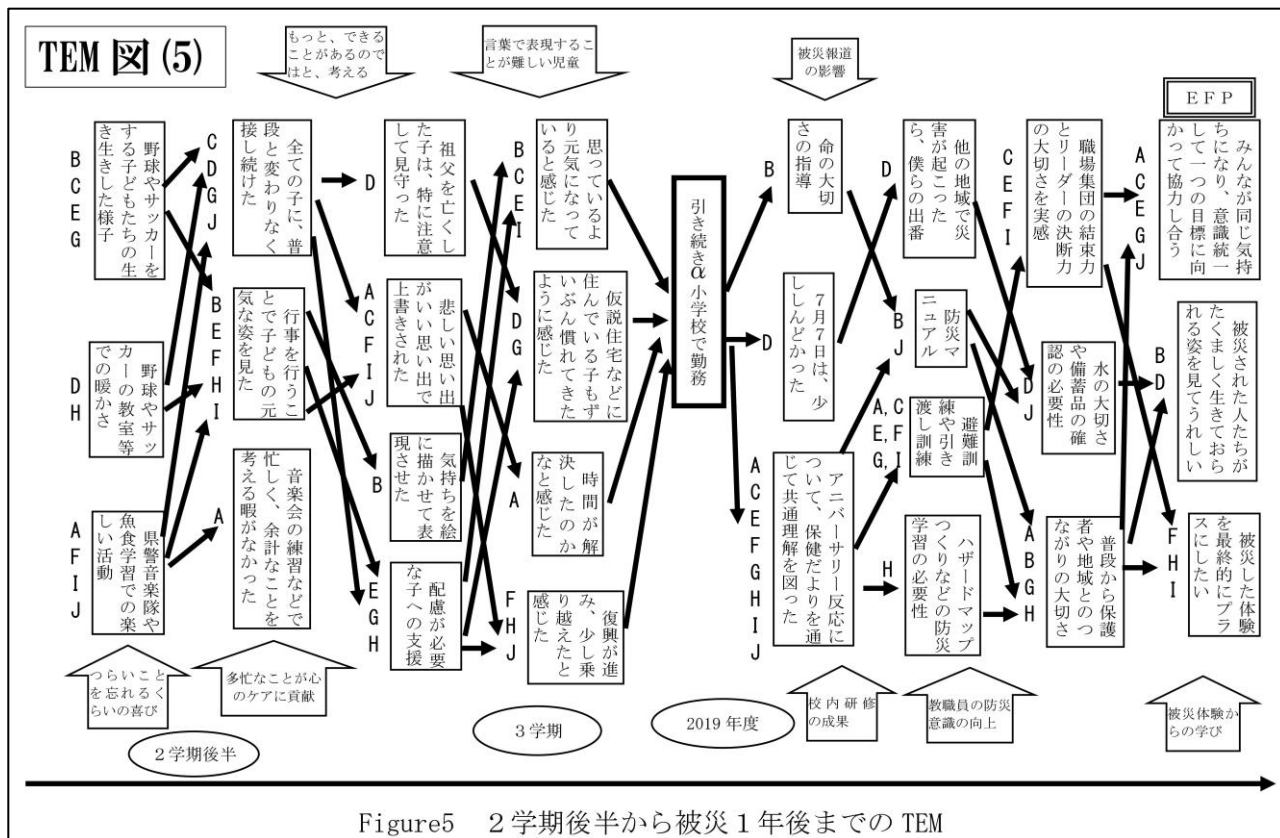 TEM 図(5)
もっと、できる
ことがあるので
はと、考える
言葉で表現するこ
とが難しい児童
被災報道
の影響
EFP
BCEG
野球やサッカーを
する子どもたちの生
き生きした様子
DH
野球やサッ
カーの教室等
での暖かさ
AFIJ
県警音楽隊や
魚食学習での楽
しい活動
つらいこと
を忘れるく
らいの喜び
CDGJ
BEFHI
A
全ての子に、普
段と変わりなく
接し続けた
行事を行うこ
とで子どもの元
気な姿を見た
音楽会の練習などで
忙しく、余計なことを
考える暇がなかった
多忙なことが心
のケアに貢献
2学期後半
D
ACFIJ
B
EGH
祖父を亡くし
た子は、特に注意
して見守った
悲しい思い出
がいい思い出で
上書きされた
気持ちを絵
に描かせて表
現させた
配慮が必要
な子への支援
BCEI
DG
A
FHJ
思っているよ
り元気になって
いると感じた
仮設住宅などに
住んでいる子もず
いぶん慣れてきた
ように感じた
時間が解
決したのか
なと感じた
復興が進
み、少し乗
り越えたと
感じた
3学期
引き続きα小学校で勤務
2019年度
B
D
ACEFGHIJ
命の大切
さの指導
7月7日は、少
ししんどかった
アニバーサリー反応に
ついて、保健だよりを通
じて共通理解を図った
校内研修
の成果
D
BJ
A,E,G,
CFI
H
他の地域で災
害が起こった
ら、僕らの出番
防災マ
ニュアル
避難訓
練や引き
渡し訓練
ハザードマップ
つくりなどの防災
学習の必要性
教職員の防災
意識の向上
CEFI
DJ
ABGH
職場集団の結束力
とリーダーの決断力
の大切さを実感
水の大切さ
や備蓄品の確
認の必要性
普段から保護
者や地域とのつ
ながりの大切さ
ACEGJ
BD
FHI
みんなが同じ気持
ちになり、意識統一
して一つの目標に向
かって協力し合う
被災された人たちが
たくましく生きておら
れる姿を見てうれしい
被災した体験
を最終的にプラ
スにしたい
被災体験か
らの学び
Figure5 2学期後半から被災1年後までのTEM